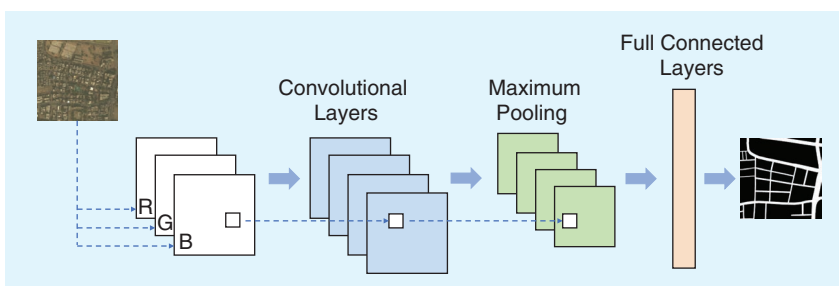 Full Connected
Layers
Convolutional
Layers
Maximum
Pooling
R
G
B